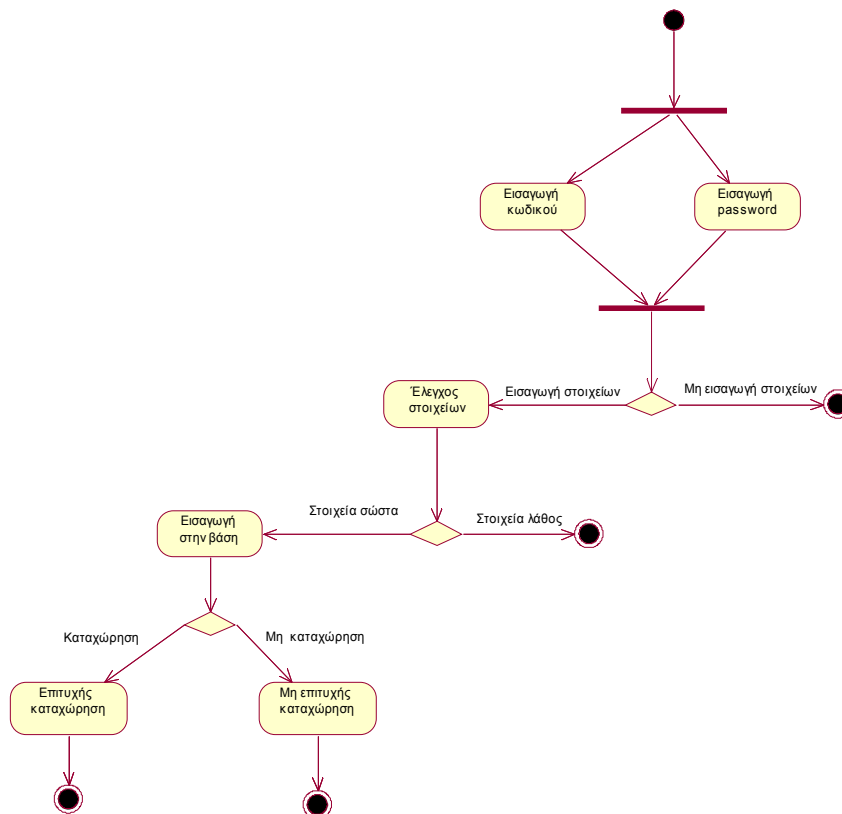 Εισαγωγή
κωδικού
Εισαγωγή
password
Έλεγχος
στοιχείων
Εισαγωγή στοιχείων
Μη εισαγωγή στοιχείων
Εισαγωγή
στην βάση
Στοιχεία σώστα
Στοιχεία λάθος
Καταχώρηση
Μη καταχώρηση
Επιτυχής
καταχώρηση
Μη επιτυχής
καταχώρηση